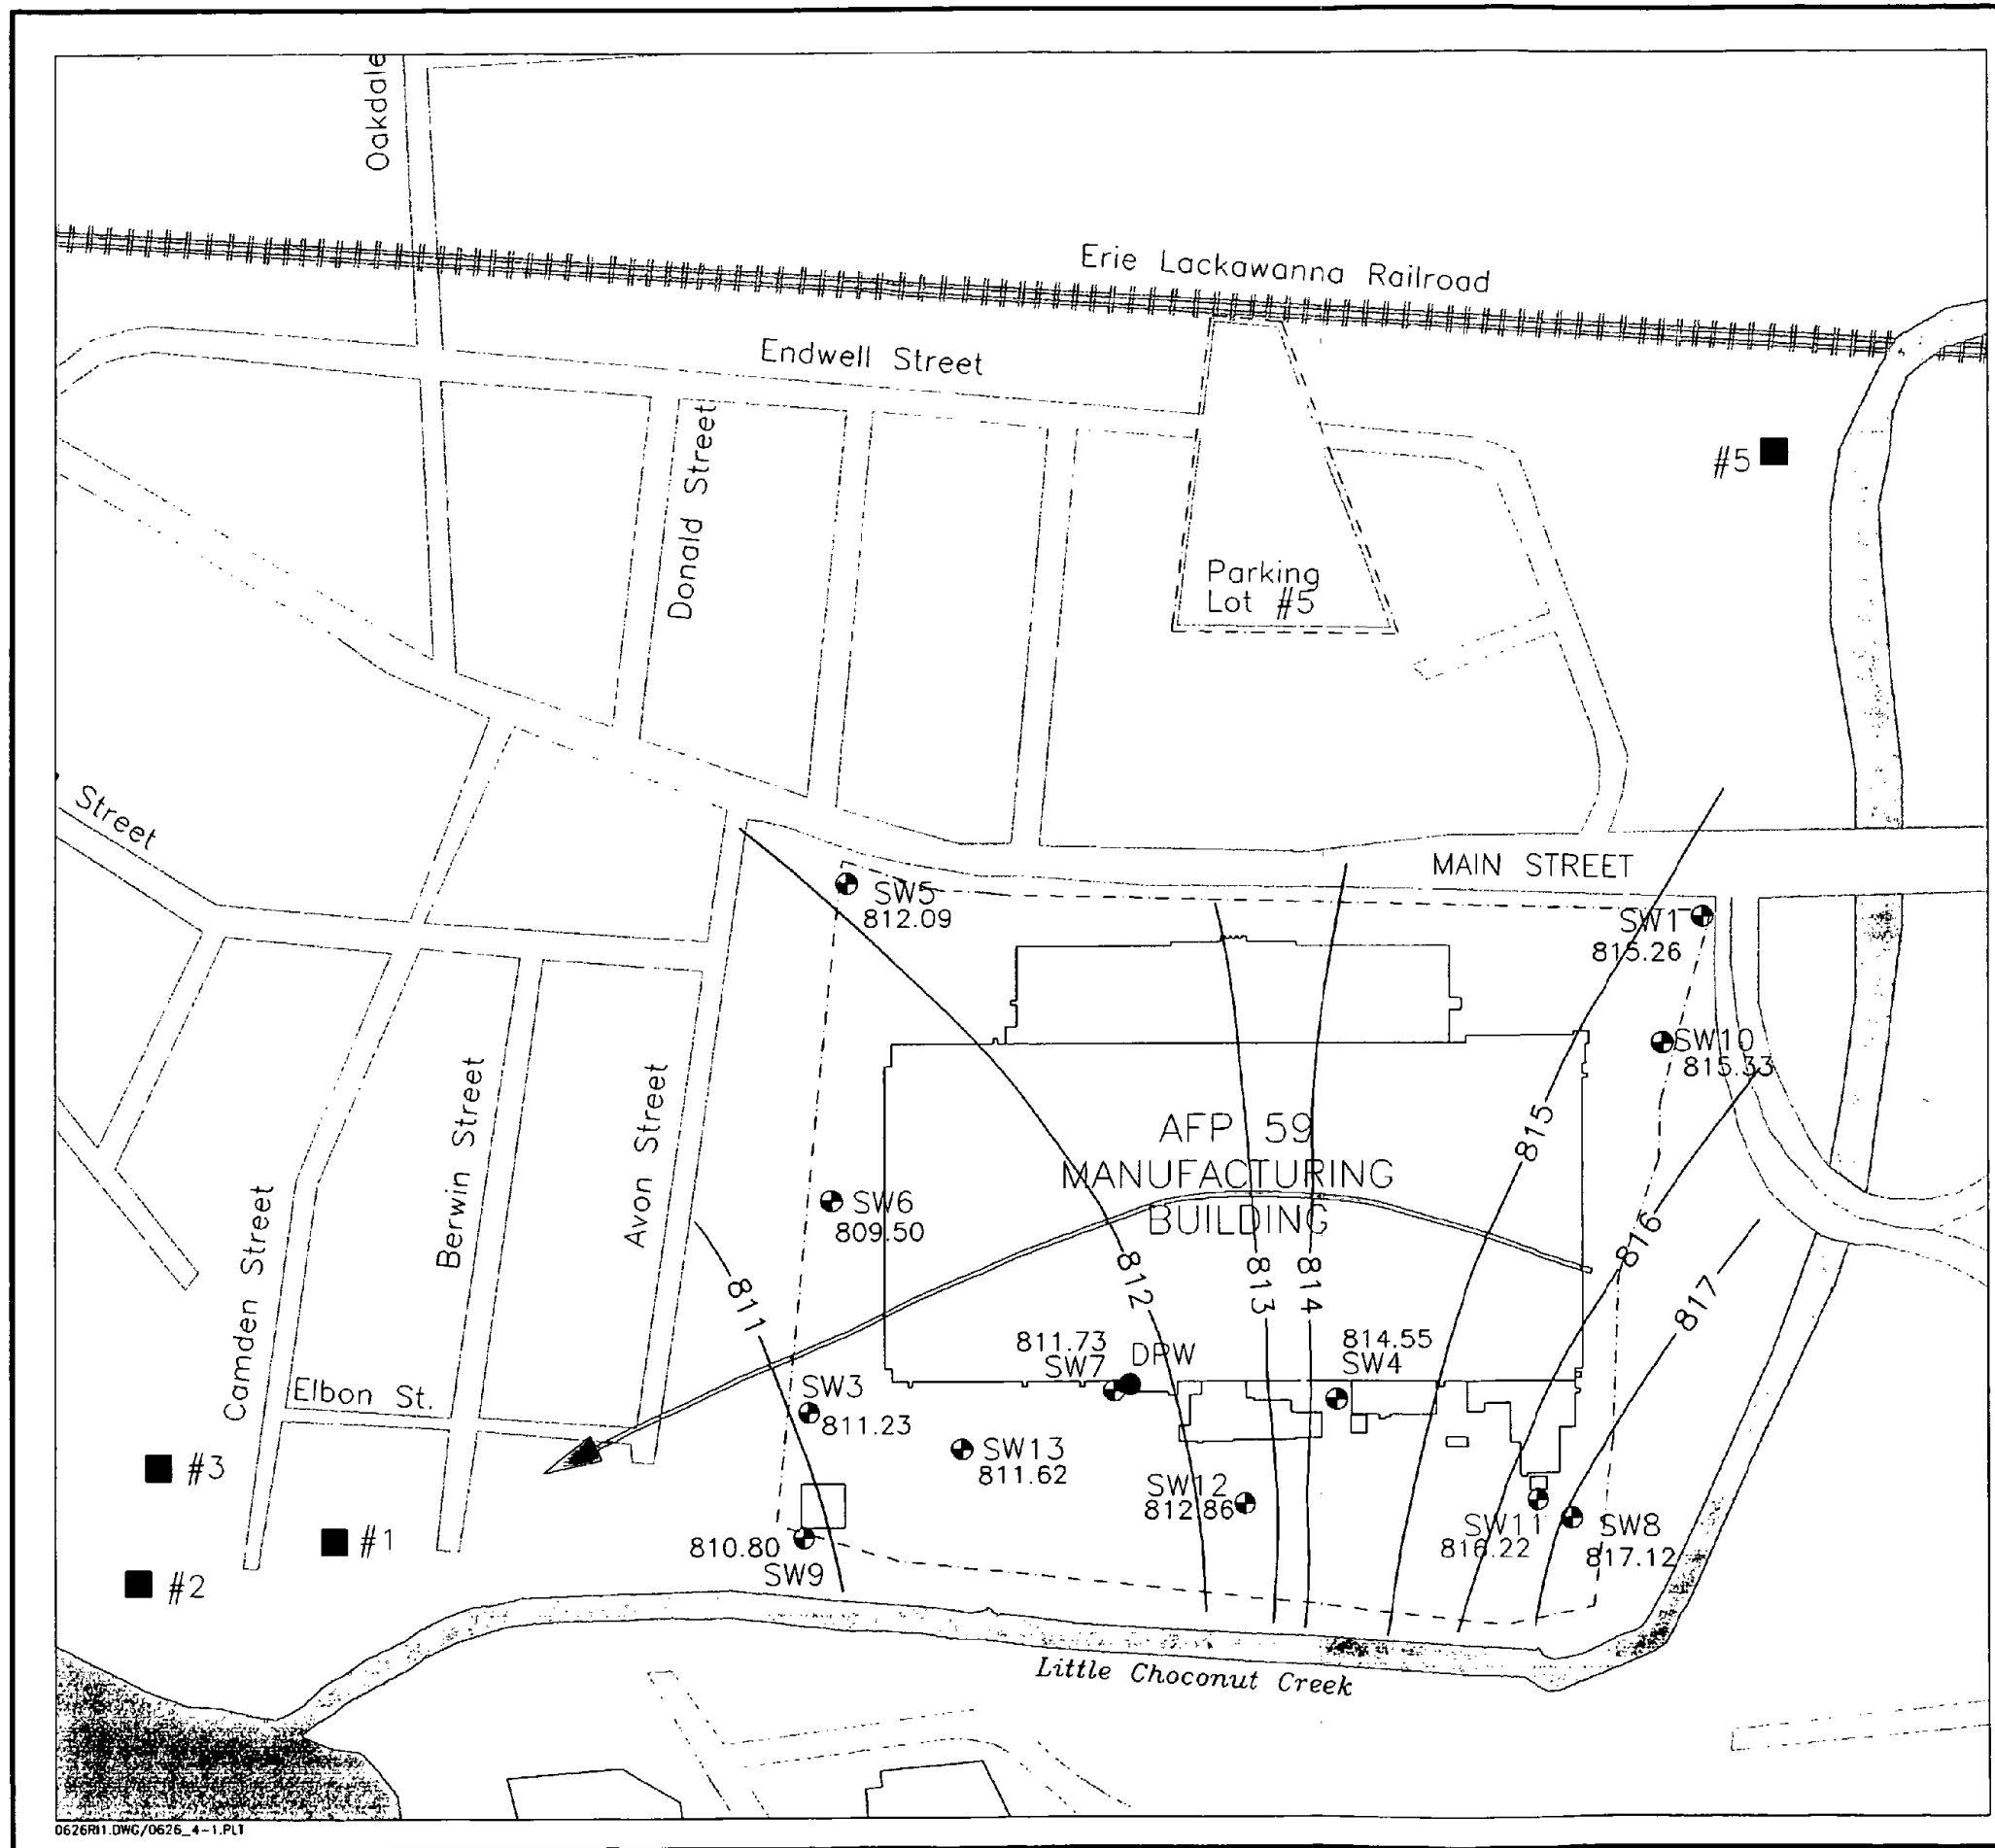 Oakdale
Erie Lackawanna Railroad
Endwell Street
#5
Donald Street
Parking
Lot #5
Street
MAIN STREET
SW5
812.09
SW1
815.26
SW10
815.33
AFP 59
MANUFACTURING
BUILDING
815
SW6
809.50
Camden Street
Berwin Street
Avon Street
816
811
812
813
814
817
811.73
SW7
DPW
814.55
SW4
Elbon St.
SW3
811.23
#3
SW13
811.62
SW12
812.86
SW11
816.22
SW8
817.12
#1
810.80
SW9
#2
Little Choconut Creek
0626RI1.DWG/0626_4-1.PLT